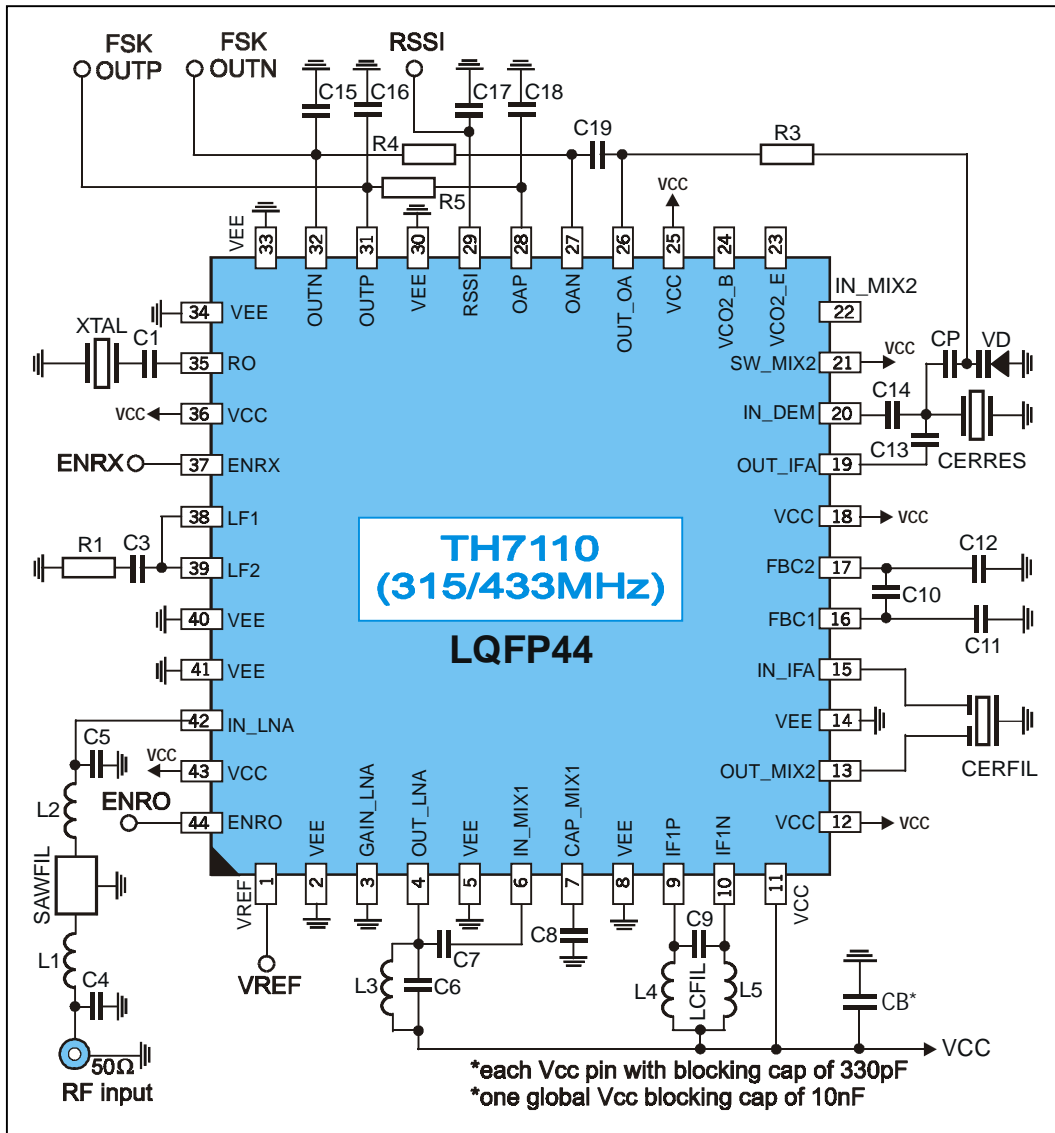 FSK OUTP
FSK OUTN
RSSI
C15
C16
C17
C18
R4
C19
R3
R5
VCC
VEE
33
32
31
30
29
28
27
26
25
24
23
OUTN
OUTP
VEE
RSSI
OAP
OAN
OUT_OA
VCC
VCO2_B
VCO2_E
IN_MIX2
22
34
VEE
XTAL
C1
35
RO
VCC
36
VCC
ENRX
37
ENRX
38
LF1
R1
C3
39
LF2
40
VEE
41
VEE
42
IN_LNA
C5
VCC
43
VCC
L2
ENRO
44
ENRO
SAWFIL
L1
C4
50Ω
RF input
SW_MIX2
21
VCC
CP
VD
IN_DEM
20
C14
C13
OUT_IFA
19
CERRES
VCC
18
VCC
FBC2
17
C12
C10
FBC1
16
C11
IN_IFA
15
VEE
14
OUT_MIX2
13
CERFIL
VCC
12
VCC
TH7110
(315/433MHz)
LQFP44
VREF
VEE
GAIN_LNA
OUT_LNA
VEE
IN_MIX1
CAP_MIX1
VEE
IF1P
IF1N
VCC
1
2
3
4
5
6
7
8
9
10
11
VREF
L3
C6
C7
C8
C9
L4
LCFIL
L5
CB*
VCC
*each Vcc pin with blocking cap of 330pF
*one global Vcc blocking cap of 10nF